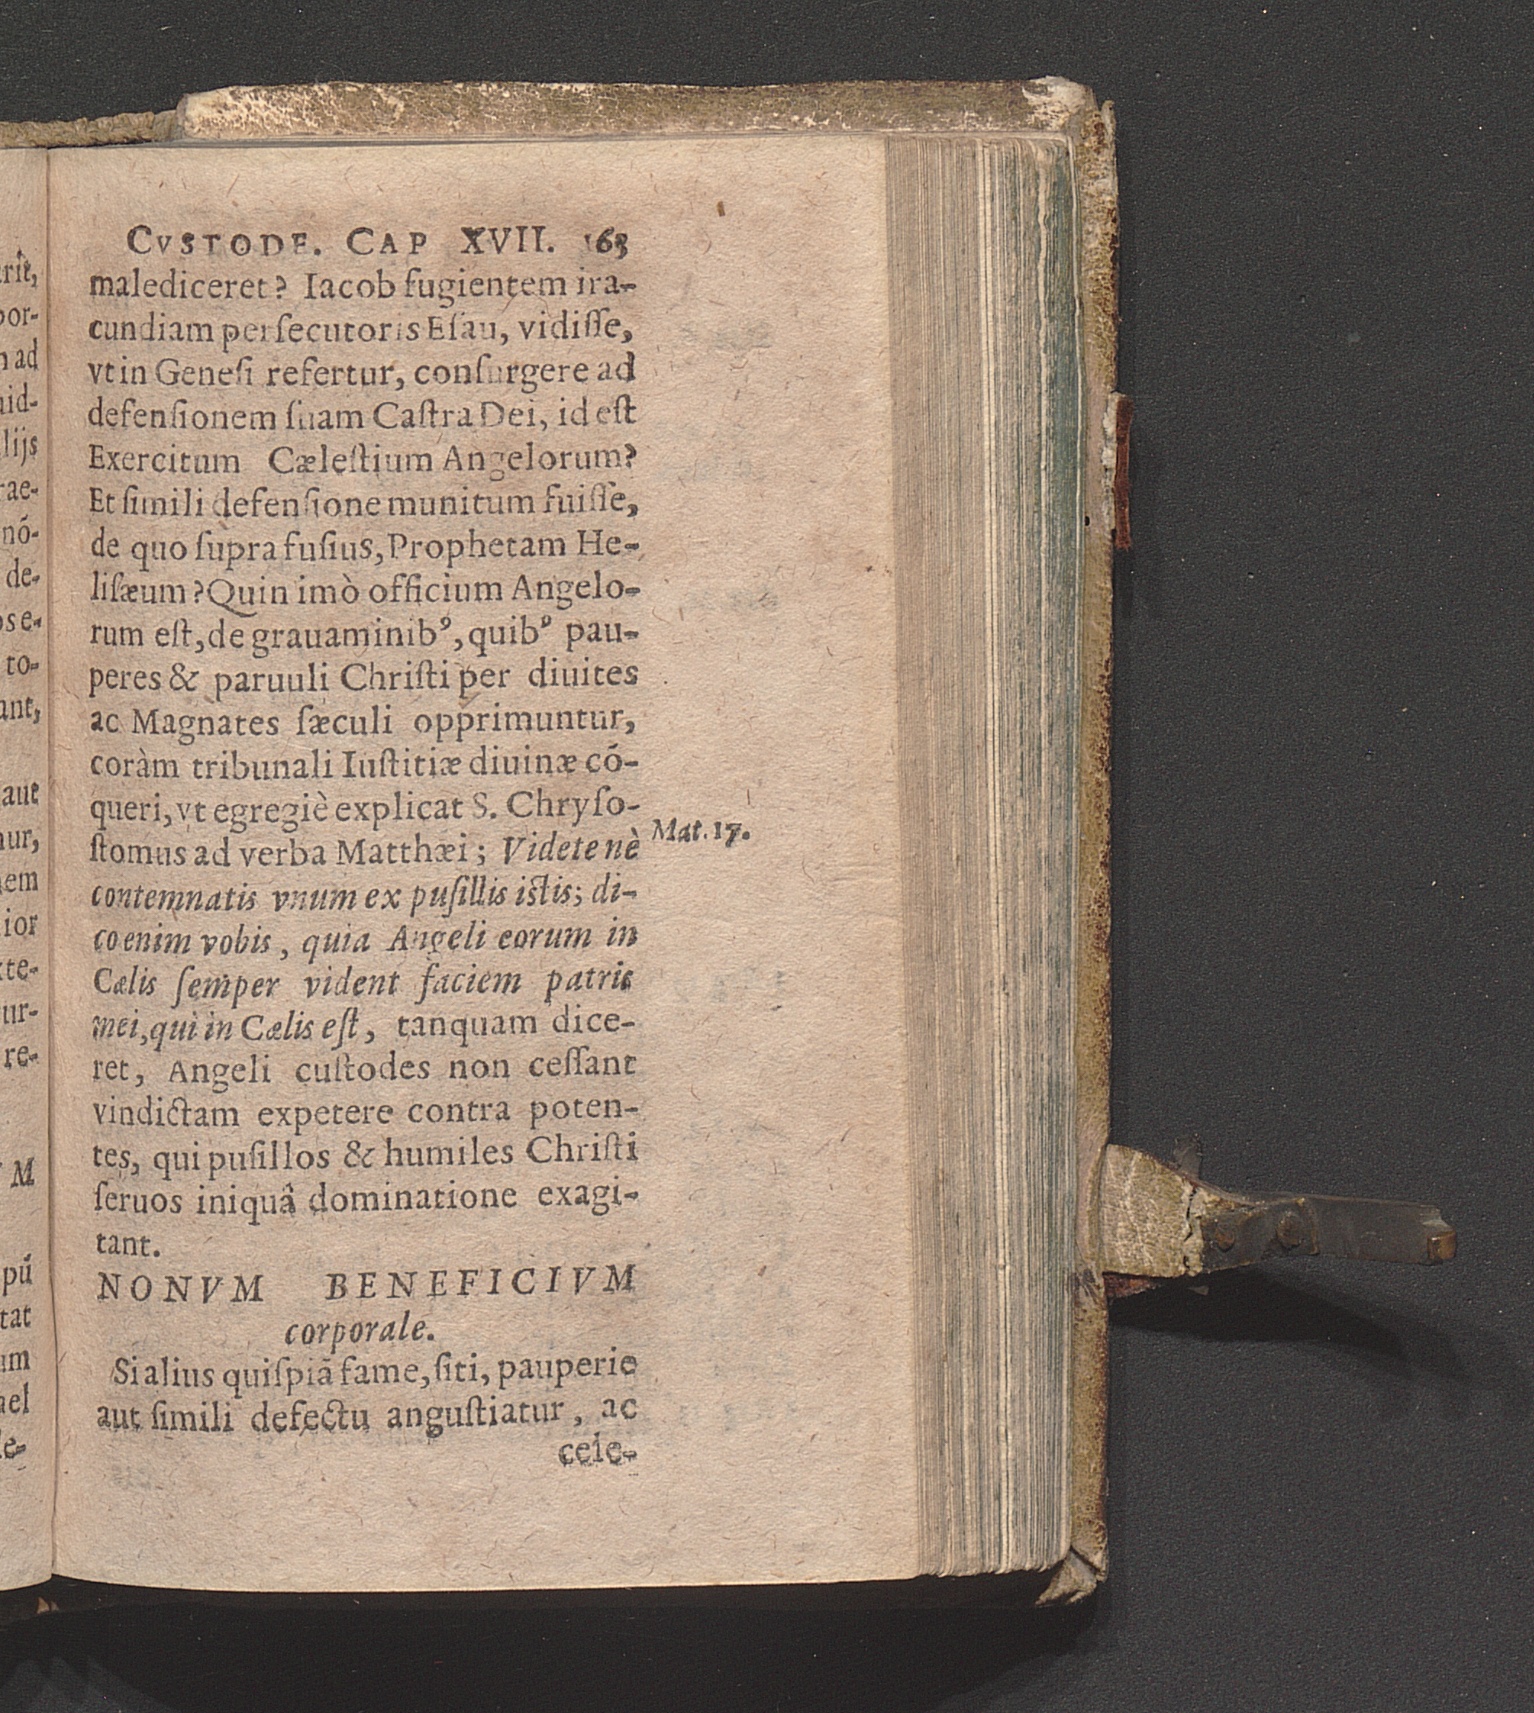 CVSTODE. CAP XVII. 163
malediceret? Iacob fugientem ira-
cundiam perſecutoris Eſau, vidiſſe,
vt in Geneſi refertur, conſurgere ad
defenſionem ſuam Caſtra Dei, id eſt
Exercitum Cæleſtium Angelorum?
Et ſimili defenſione munitum fuiſſe,
de quo ſupra fuſius, Prophetam He-
liſæum? Quin imò officium Angelo-
rum eſt, de grauaminibꝰ, quibꝰ pau-
peres & paruuli Chriſti per diuites
ac Magnates ſæculi opprimuntur,
coràm tribunali Iuſtitiæ diuinæ cõ-
queri, vt egregiè explicat S. Chryſo-
ſtomus ad verba Matthæi; Videte nè
Mat. 17.
contemnatis vnum ex puſillis iſtis; di-
co enim vobis, quia Angeli eorum in
Cælis ſemper vident faciem patris
mei, qui in Cælis eſt, tanquam dice-
ret, Angeli cuſtodes non ceſſant
vindictam expetere contra poten-
tes, qui puſillos & humiles Chriſti
ſeruos iniquâ dominatione exagi-
tant.
NONVM BENEFICIVM
corporale.
Si alius quiſpiã fame, ſiti, pauperie
aut ſimili defectu anguſtiatur, ac
cele-